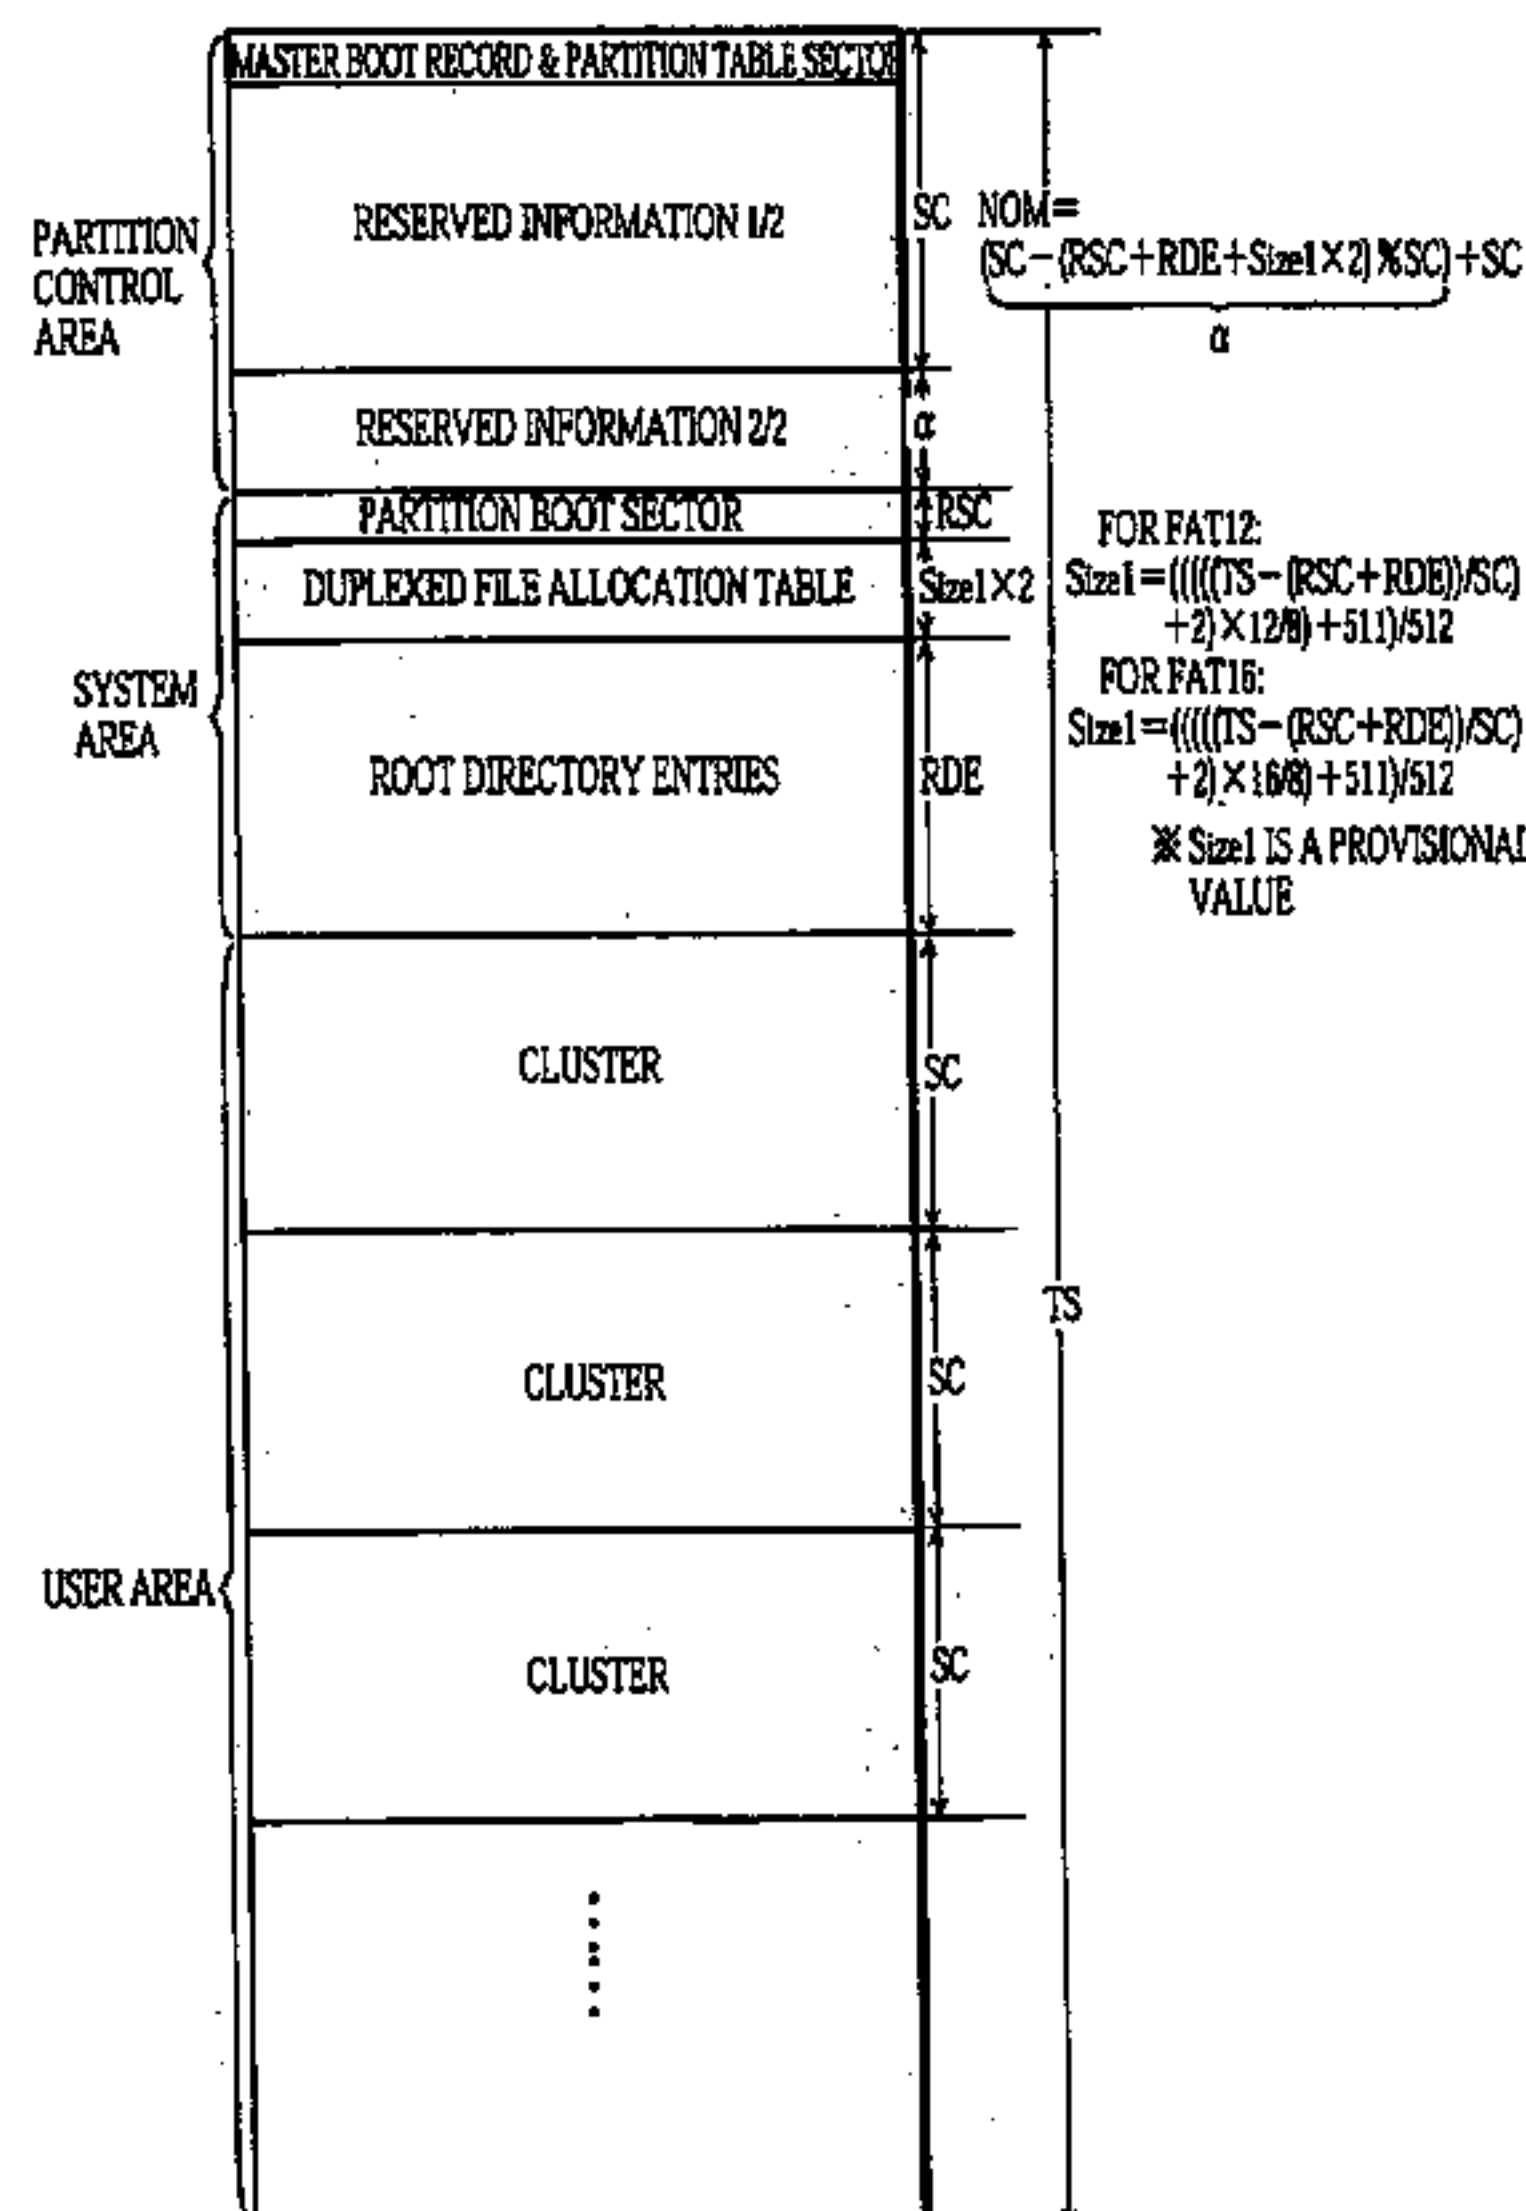 MASTER BOOT RECORD & PARTITION TABLE SECTOR
RESERVED INFORMATION 1/2
SC
NOM=
(SC-(RSC+RDE+Size1×2)%SC)+SC
α
PARTITION
CONTROL
AREA
RESERVED INFORMATION 2/2
α
PARTITION BOOT SECTOR
RSC
DUPLEXED FILE ALLOCATION TABLE
Size1×2
FOR FAT12:
Size1=(((((TS-(RSC+RDE))/SC)
+2)×12/8)+511)/512
FOR FAT16:
Size1=(((((TS-(RSC+RDE))/SC)
+2)×16/8)+511)/512
※ Size1 IS A PROVISIONAL
VALUE
SYSTEM
AREA
ROOT DIRECTORY ENTRIES
RDE
CLUSTER
SC
TS
CLUSTER
SC
USER AREA
CLUSTER
SC